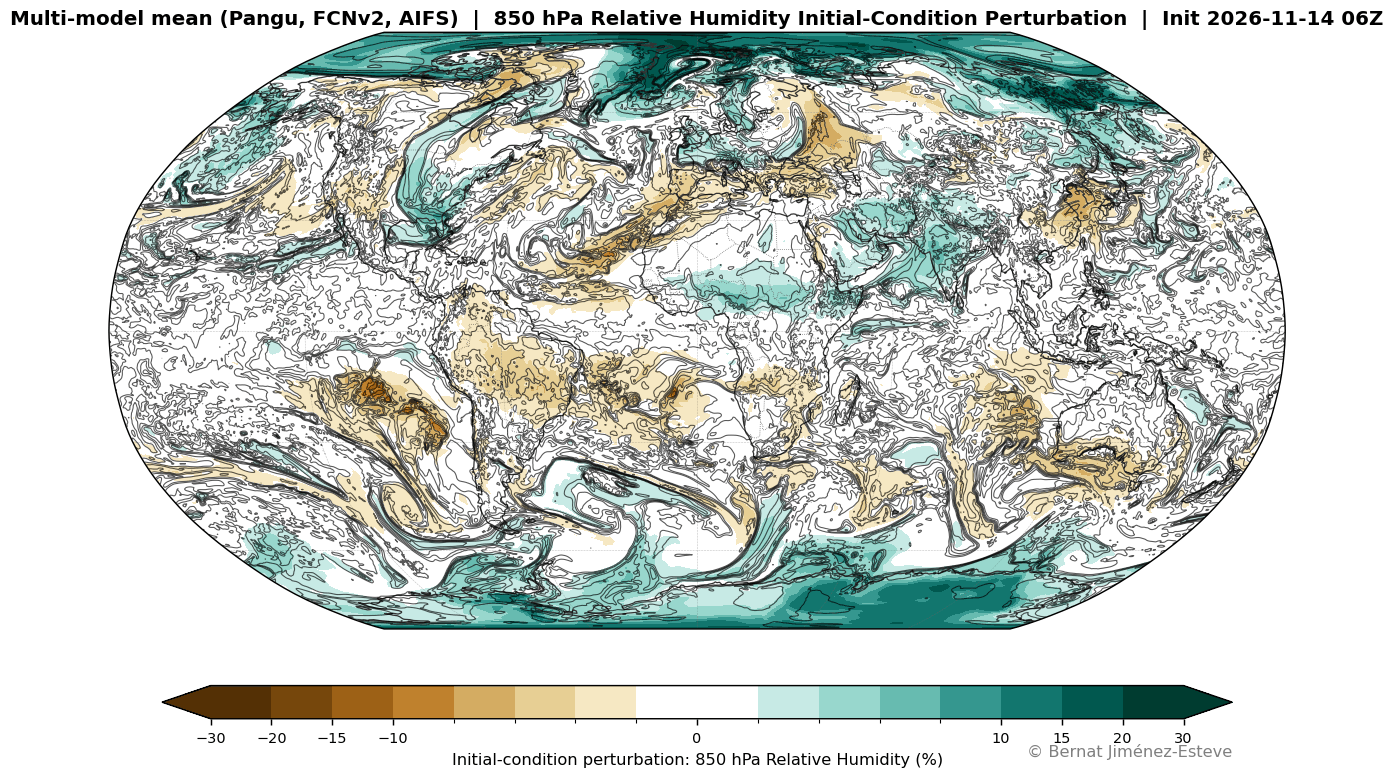 Multi-model mean (Pangu, FCNv2, AIFS)  |  850 hPa Relative Humidity Initial-Condition Perturbation  |  Init 2026-11-14 06Z
−30 −20 −15 −10 0 10 15 20 30
Initial-condition perturbation: 850 hPa Relative Humidity (%)
© Bernat Jiménez-Esteve